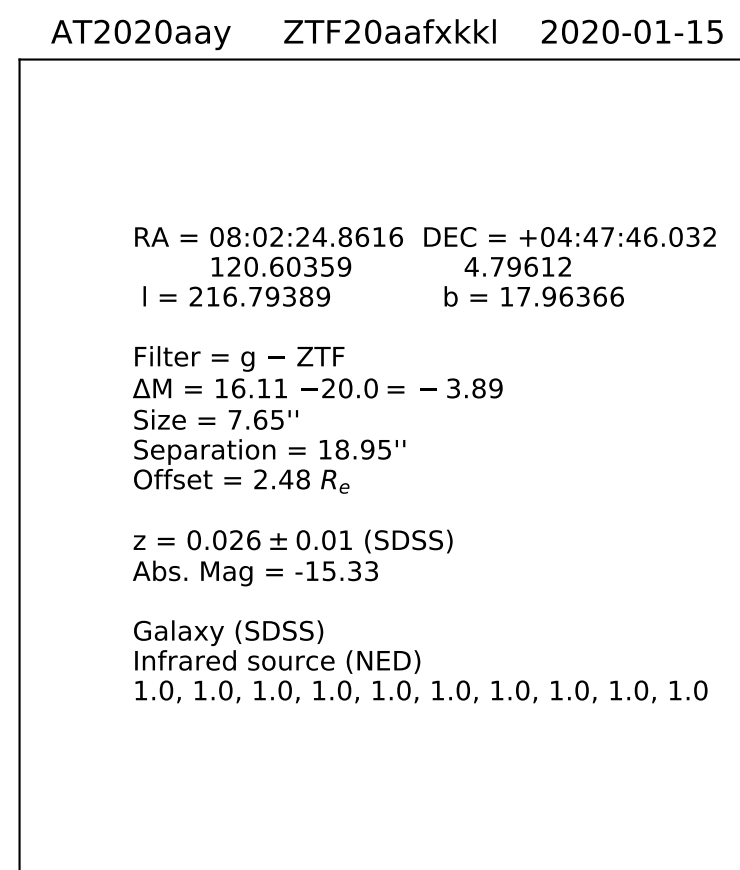 AT2020aay ZTF20aafxkkl 2020-01-15
RA = 08:02:24.8616 DEC = +04:47:46.032
120.60359 4.79612
l = 216.79389 b = 17.96366
Filter = g − ZTF
ΔM = 16.11 −20.0 = − 3.89
Size = 7.65''
Separation = 18.95''
Offset = 2.48 Rₑ
z = 0.026 ± 0.01 (SDSS)
Abs. Mag = -15.33
Galaxy (SDSS)
Infrared source (NED)
1.0, 1.0, 1.0, 1.0, 1.0, 1.0, 1.0, 1.0, 1.0, 1.0